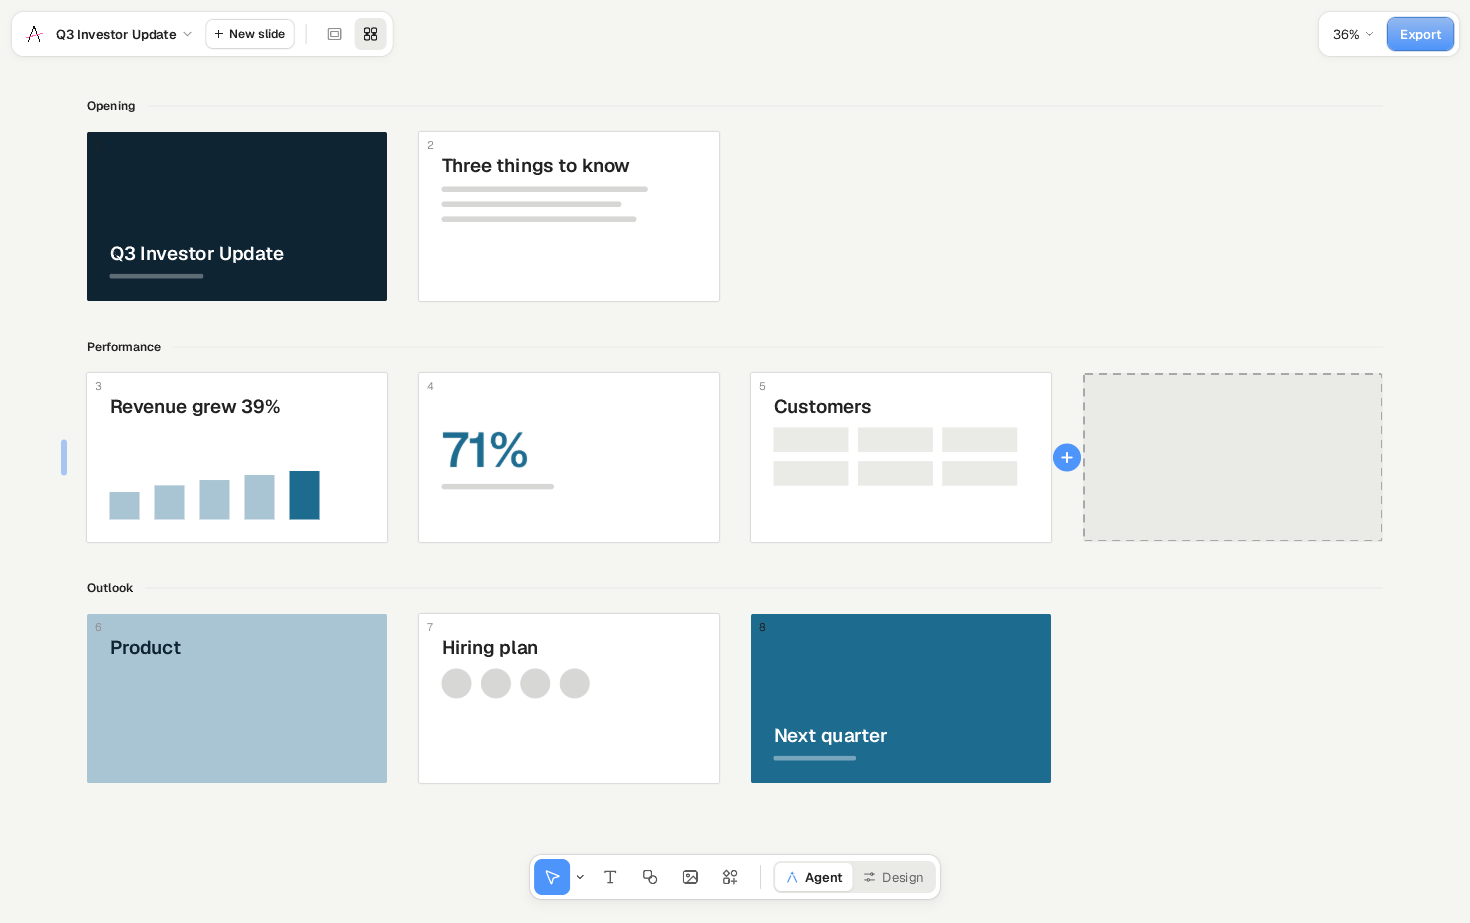 Q3 Investor Update
New slide
36%
Export
Opening
Q3 Investor Update
2
Three things to know
Performance
3
Revenue grew 39%
4
71%
5
Customers
Outlook
6
Product
7
Hiring plan
8
Next quarter
Agent
Design